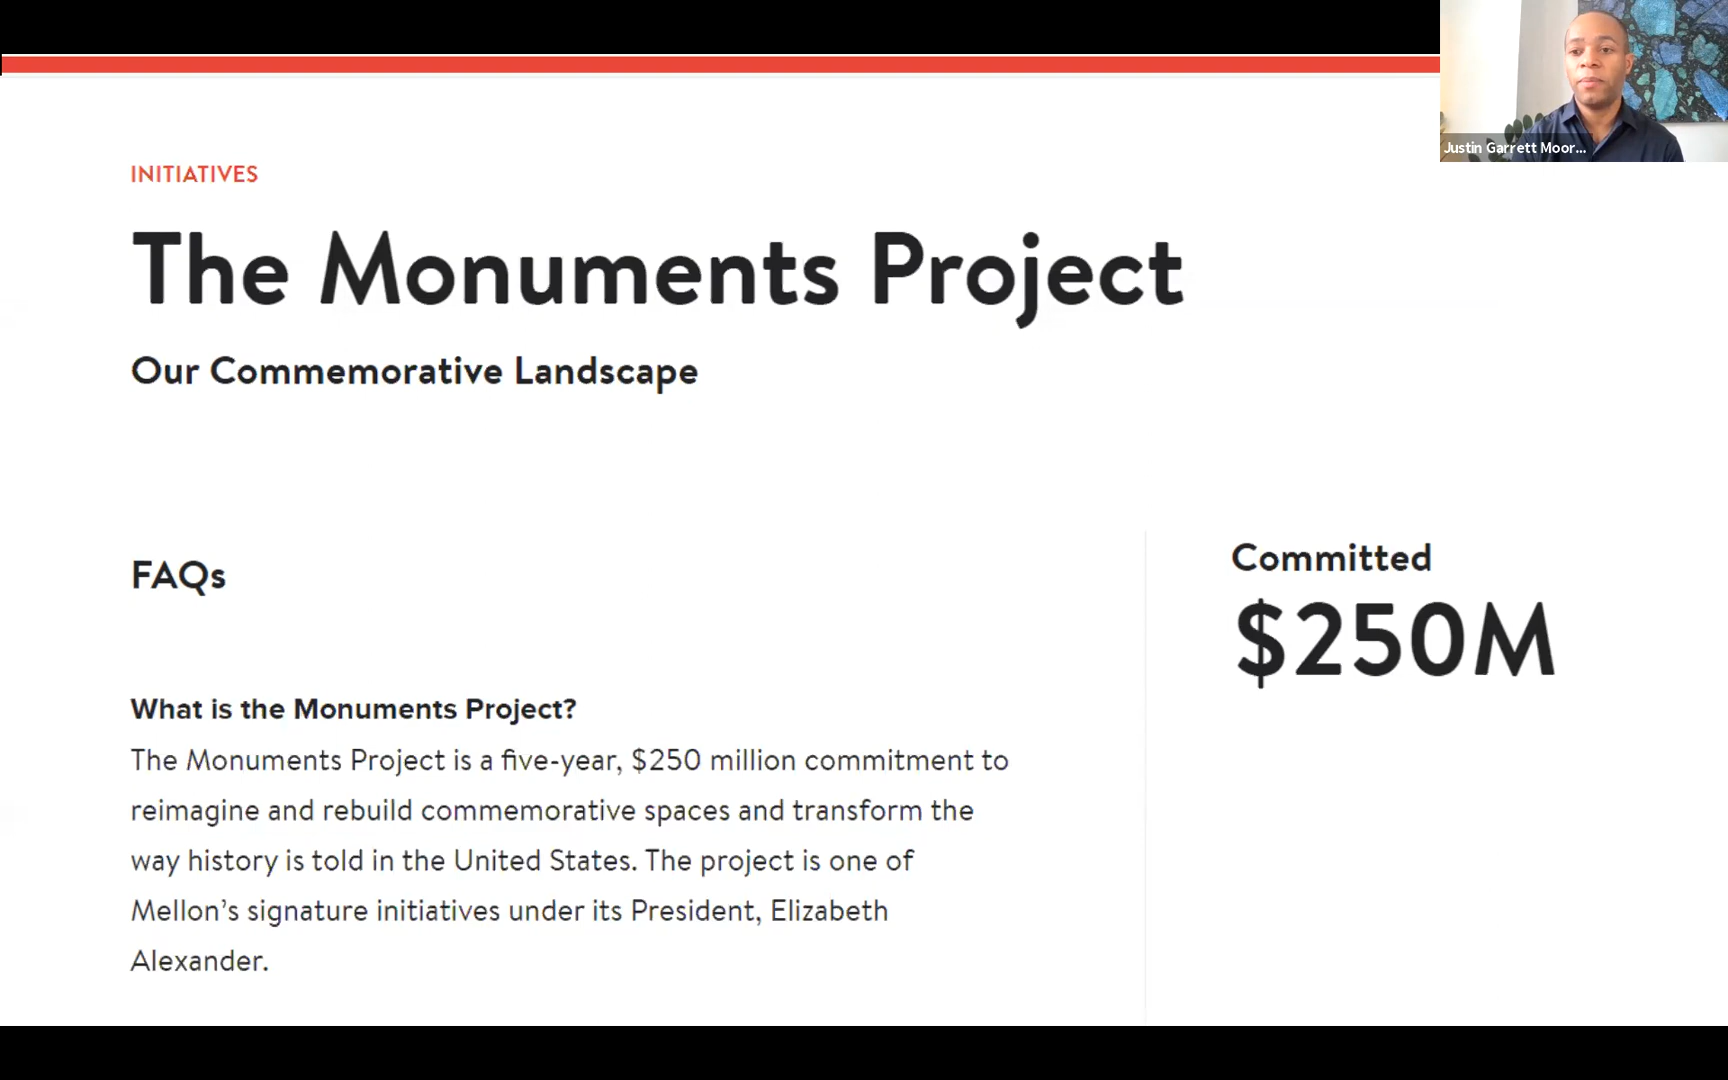 INITIATIVES
The Monuments Project
Our Commemorative Landscape
FAQs
What is the Monuments Project?
The Monuments Project is a five-year, $250 million commitment to
reimagine and rebuild commemorative spaces and transform the
way history is told in the United States. The project is one of
Mellon’s signature initiatives under its President, Elizabeth
Alexander.
Committed
$250M
Justin Garrett Moor...